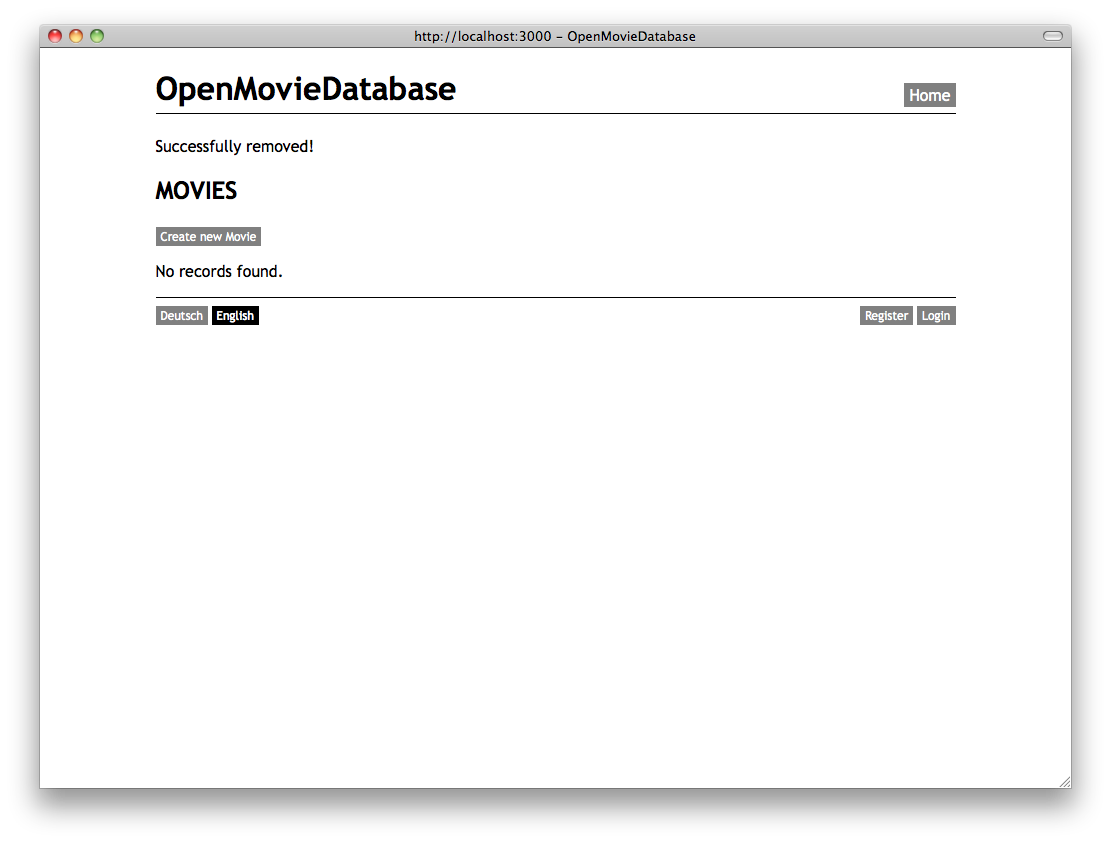 http://localhost:3000 – OpenMovieDatabase
OpenMovieDatabase
Home
Successfully removed!
MOVIES
Create new Movie
No records found.
Deutsch English
Register Login